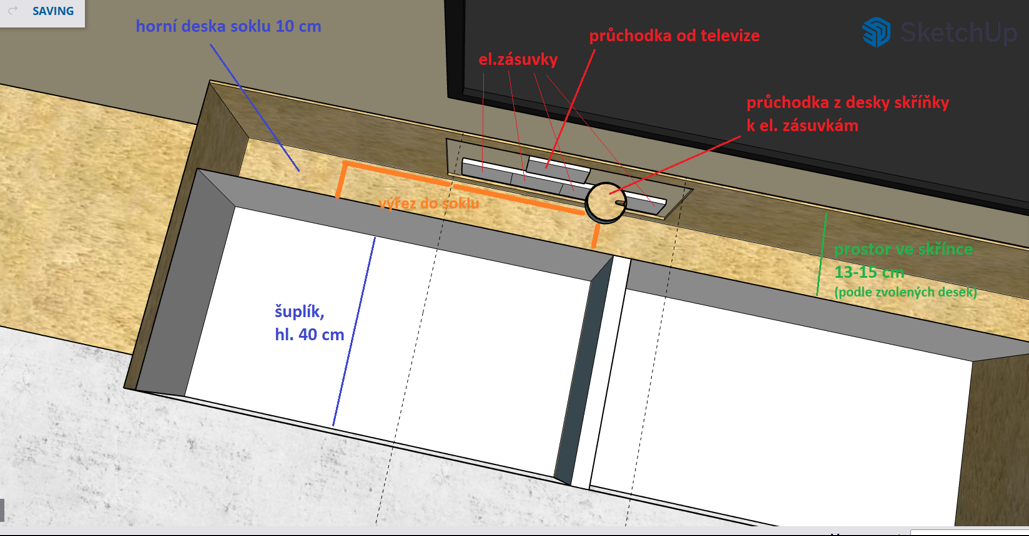 SAVING
horní deska soklu 10 cm
SketchUp
průchodka od televize
el.zásuvky
průchodka z desky skříňky
k el. zásuvkám
výřez do soklu
prostor ve skřínce
13-15 cm
(podle zvolených desek)
šuplík,
hl. 40 cm